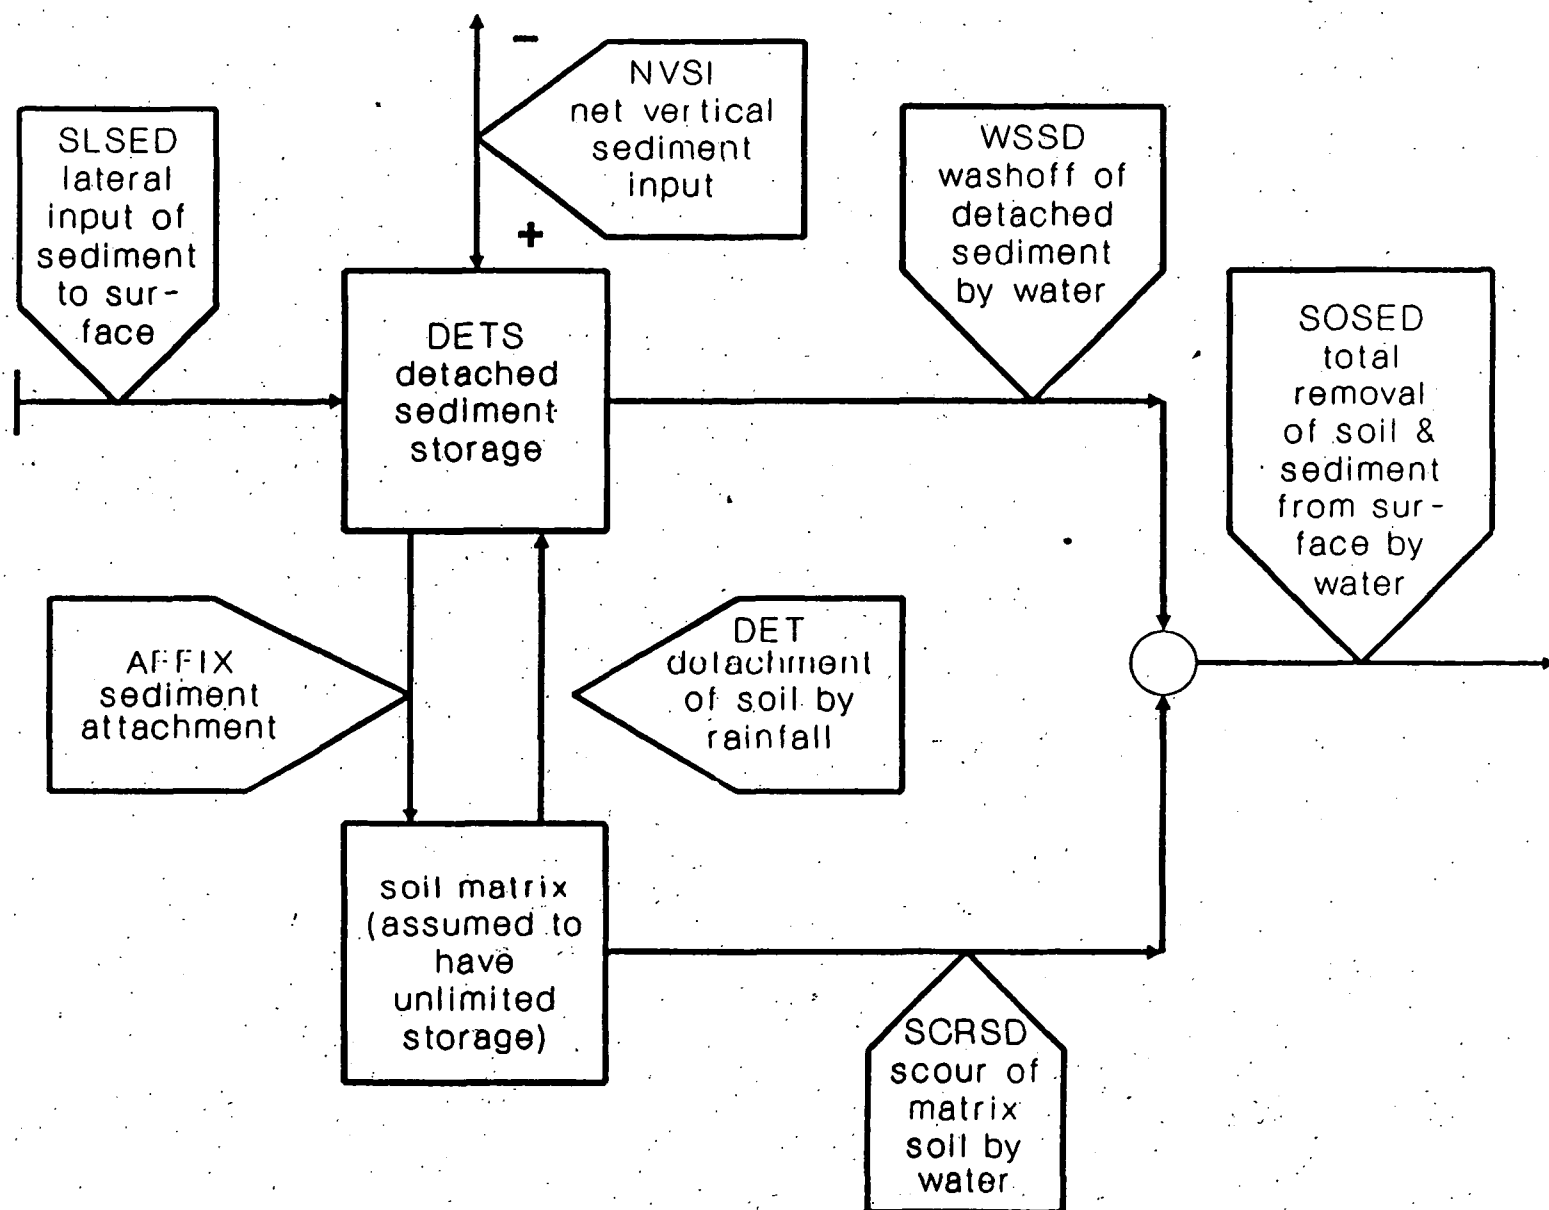 SLSED
lateral
input of
sediment
to sur-
face
−
NVSI
net vertical
sediment
input
+
WSSD
washoff of
detached
sediment
by water
SOSED
total
removal
of soil &
sediment
from sur-
face by
water
DETS
detached
sediment
storage
AFFIX
sediment
attachment
DET
detachment
of soil by
rainfall
soil matrix
(assumed to
have
unlimited
storage)
SCRSD
scour of
matrix
soil by
water